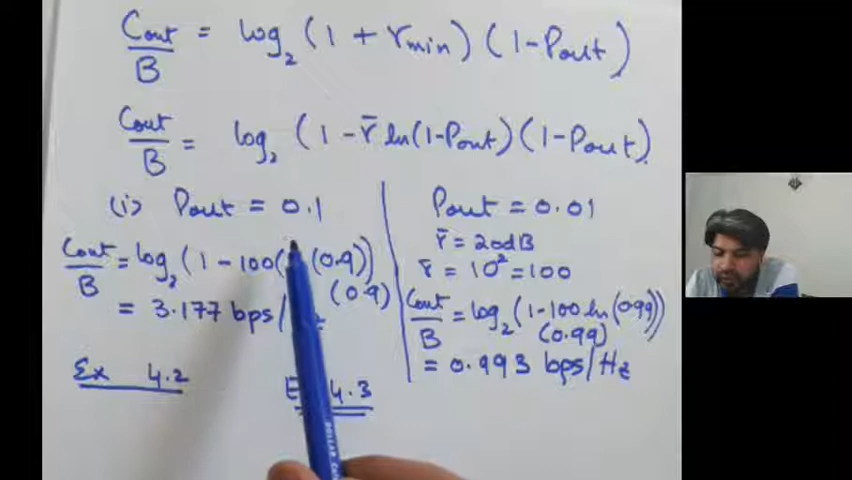 Cout/B = log₂ (1 + γmin) (1-Pout)
Cout/B = log₂ (1 - γ̄ ln(1-Pout)(1-Pout)
(i) Pout = 0.1
Cout/B = log₂ (1 - 100( (0.9))
(0.9)
= 3.177 bps/
Ex 4.2
4.3
Pout = 0.01
γ̄ = 20dB
γ̄ = 10² = 100
Cout/B = log₂ (1-100 ln(0.99))
(0.99)
= 0.993 bps/Hz